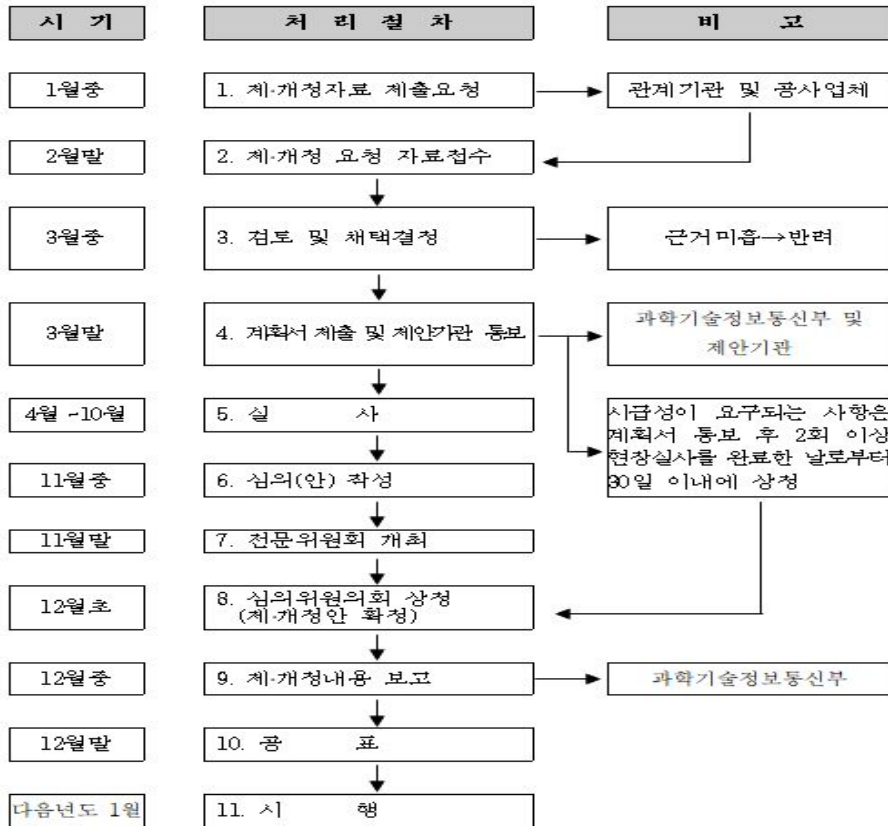 시 기
처 리 절 차
비 고
1월중
1. 제·개정자료 제출요청
관계기관 및 공사업체
2월말
2. 제·개정 요청 자료접수
3월중
3. 검토 및 채택결정
근거미흡→반려
3월말
4. 계획서 제출 및 제안기관 통보
과학기술정보통신부 및
제안기관
4월 ~10월
5. 실 사
시급성이 요구되는 사항은
계획서 통보 후 2회 이상
현장실사를 완료한 날로부터
30일 이내에 상정
11월중
6. 심의(안) 작성
11월말
7. 전문위원회 개최
12월초
8. 심의위원의회 상정
(제·개정안 확정)
12월중
9. 제·개정내용 보고
과학기술정보통신부
12월말
10. 공 표
다음년도 1월
11. 시 행